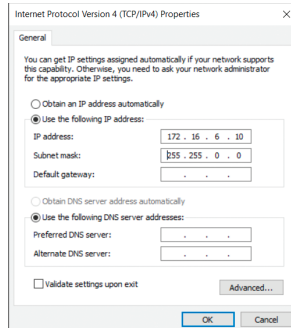 Internet Protocol Version 4 (TCP/IPv4) Properties
General
You can get IP settings assigned automatically if your network supports
this capability. Otherwise, you need to ask your network administrator
for the appropriate IP settings.
Obtain an IP address automatically
Use the following IP address:
IP address: 172 . 16 . 6 . 10
Subnet mask: 255 . 255 . 0 . 0
Default gateway: . . .
Obtain DNS server address automatically
Use the following DNS server addresses:
Preferred DNS server: . . .
Alternate DNS server: . . .
Validate settings upon exit
Advanced...
OK Cancel